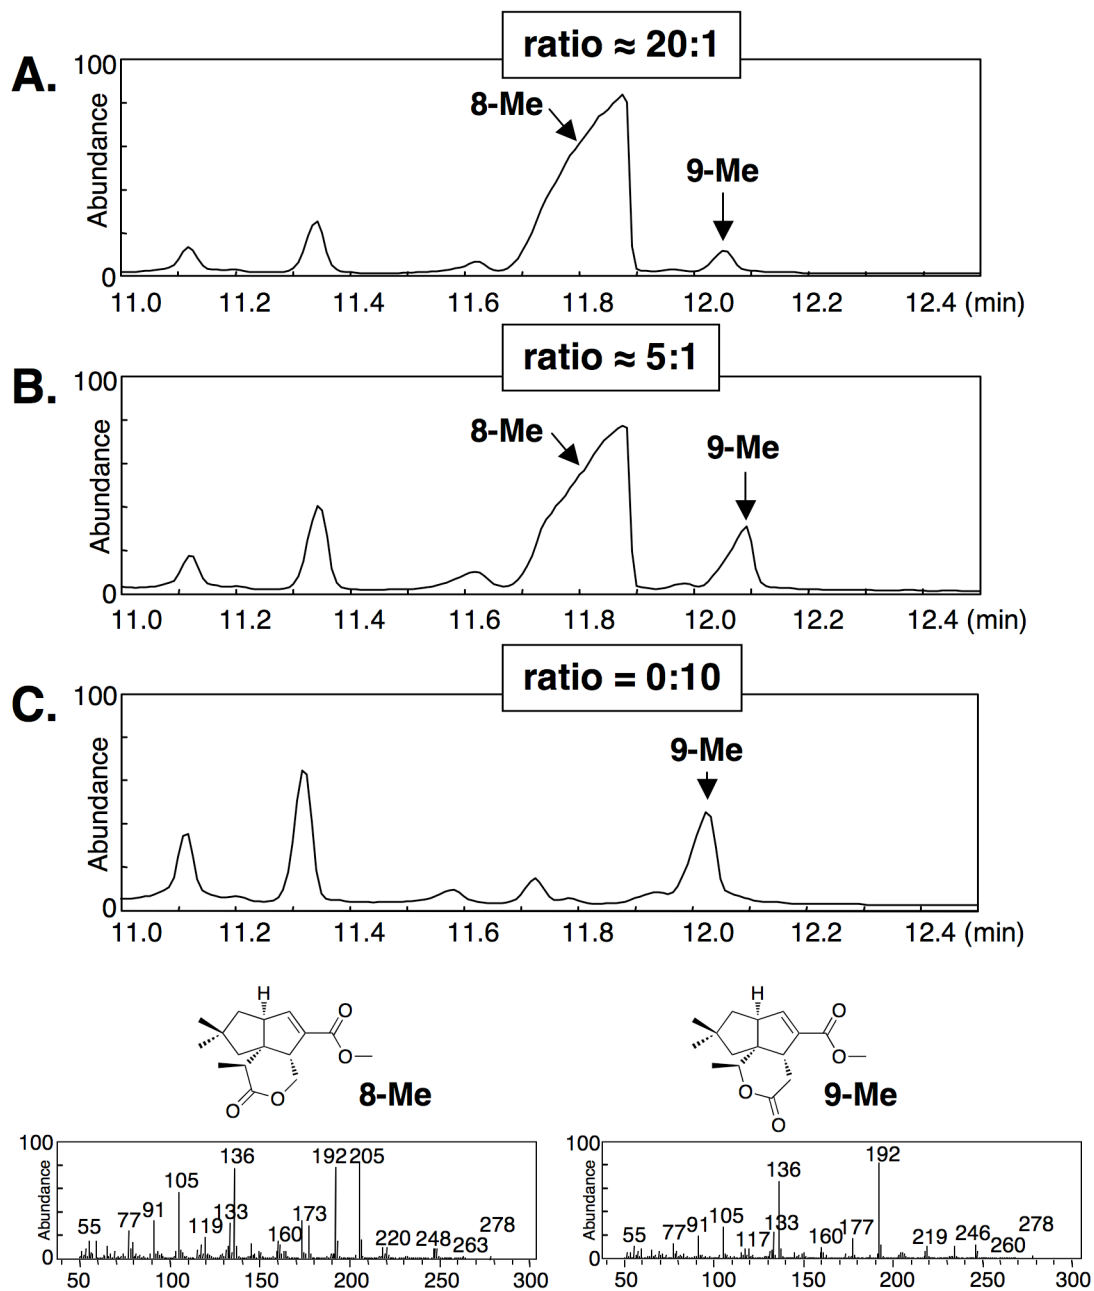 ratio ≈ 20:1
A.
100
8-Me
9-Me
Abundance
0
11.0 11.2 11.4 11.6 11.8 12.0 12.2 12.4 (min)
ratio ≈ 5:1
B.
100
8-Me
9-Me
Abundance
0
11.0 11.2 11.4 11.6 11.8 12.0 12.2 12.4 (min)
ratio = 0:10
C.
100
9-Me
Abundance
0
11.0 11.2 11.4 11.6 11.8 12.0 12.2 12.4 (min)
H
O
O
O
O
8-Me
H
O
O
O
O
9-Me
100
Abundance
0
55 77 91 105 119 133 136 160 173 192 205 220 248 263 278
50 100 150 200 250 300
100
Abundance
0
55 77 91 105 117 133 136 160 177 192 219 246 260 278
50 100 150 200 250 300